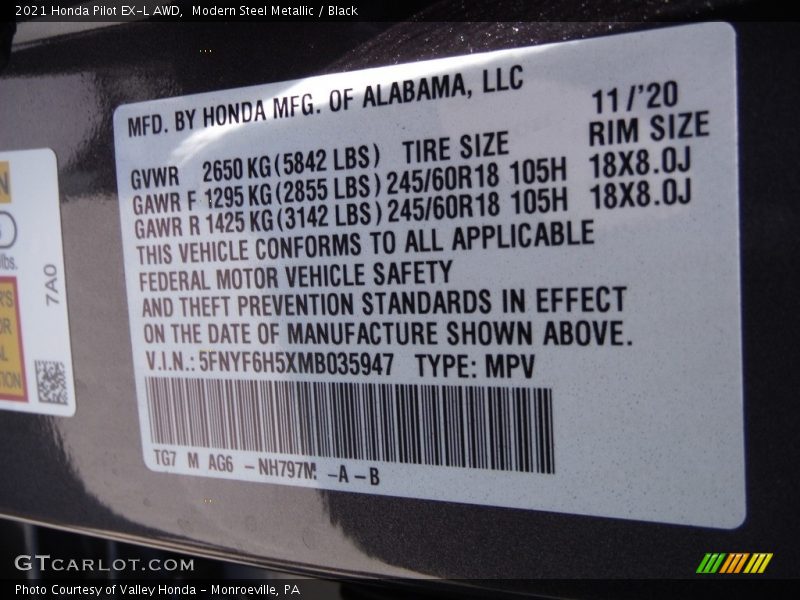 2021 Honda Pilot EX-L AWD, Modern Steel Metallic / Black
MFD. BY HONDA MFG. OF ALABAMA, LLC 11/'20
GVWR 2650 KG (5842 LBS) TIRE SIZE RIM SIZE
GAWR F 1295 KG (2855 LBS) 245/60R18 105H 18X8.0J
GAWR R 1425 KG (3142 LBS) 245/60R18 105H 18X8.0J
THIS VEHICLE CONFORMS TO ALL APPLICABLE
FEDERAL MOTOR VEHICLE SAFETY
AND THEFT PREVENTION STANDARDS IN EFFECT
ON THE DATE OF MANUFACTURE SHOWN ABOVE.
V.I.N.: 5FNYF6H5XMB035947 TYPE: MPV
TG7 M AG6 -NH797M -A-B
lbs.
7A0
GTCARLOT.COM
Photo Courtesy of Valley Honda - Monroeville, PA